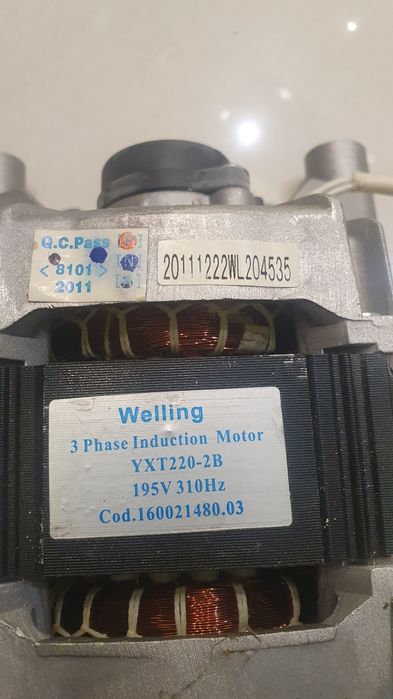 Q.C.Pass
< 8101 >
2011
20111222WL204535
Welling
3 Phase Induction Motor
YXT220-2B
195V 310Hz
Cod.160021480.03